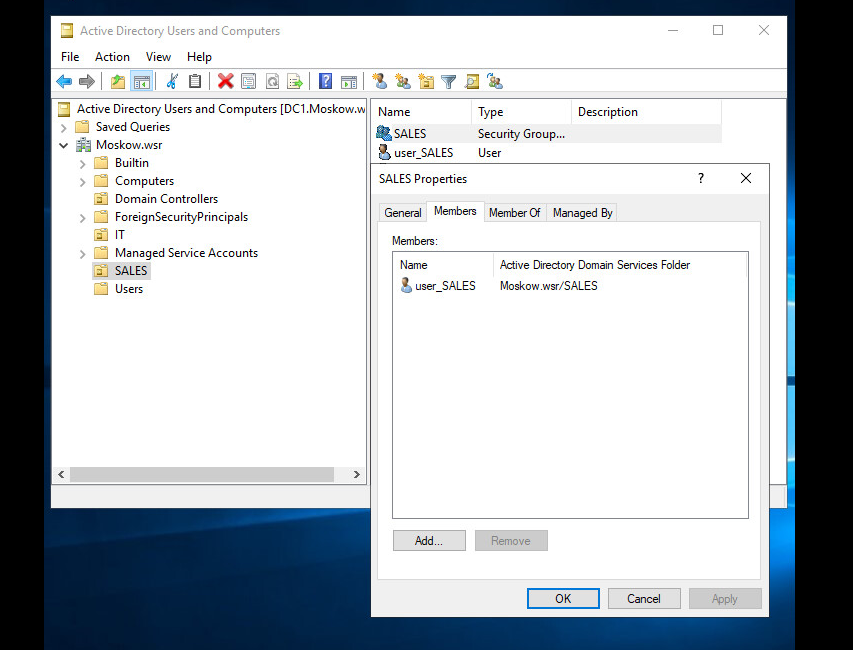 Active Directory Users and Computers
File Action View Help
Active Directory Users and Computers [DC1.Moskow.w
Saved Queries
Moskow.wsr
Builtin
Computers
Domain Controllers
ForeignSecurityPrincipals
IT
Managed Service Accounts
SALES
Users
Name Type Description
SALES Security Group...
user_SALES User
SALES Properties ?
General Members Member Of Managed By
Members:
Name Active Directory Domain Services Folder
user_SALES Moskow.wsr/SALES
Add... Remove
OK Cancel Apply